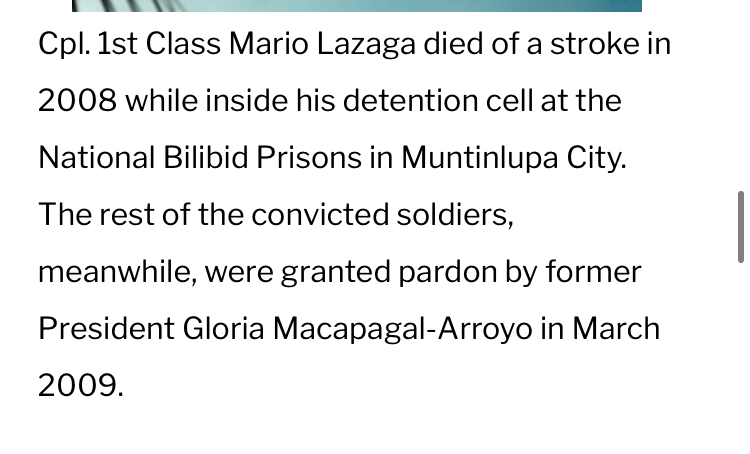 Cpl. 1st Class Mario Lazaga died of a stroke in
2008 while inside his detention cell at the
National Bilibid Prisons in Muntinlupa City.
The rest of the convicted soldiers,
meanwhile, were granted pardon by former
President Gloria Macapagal-Arroyo in March
2009.